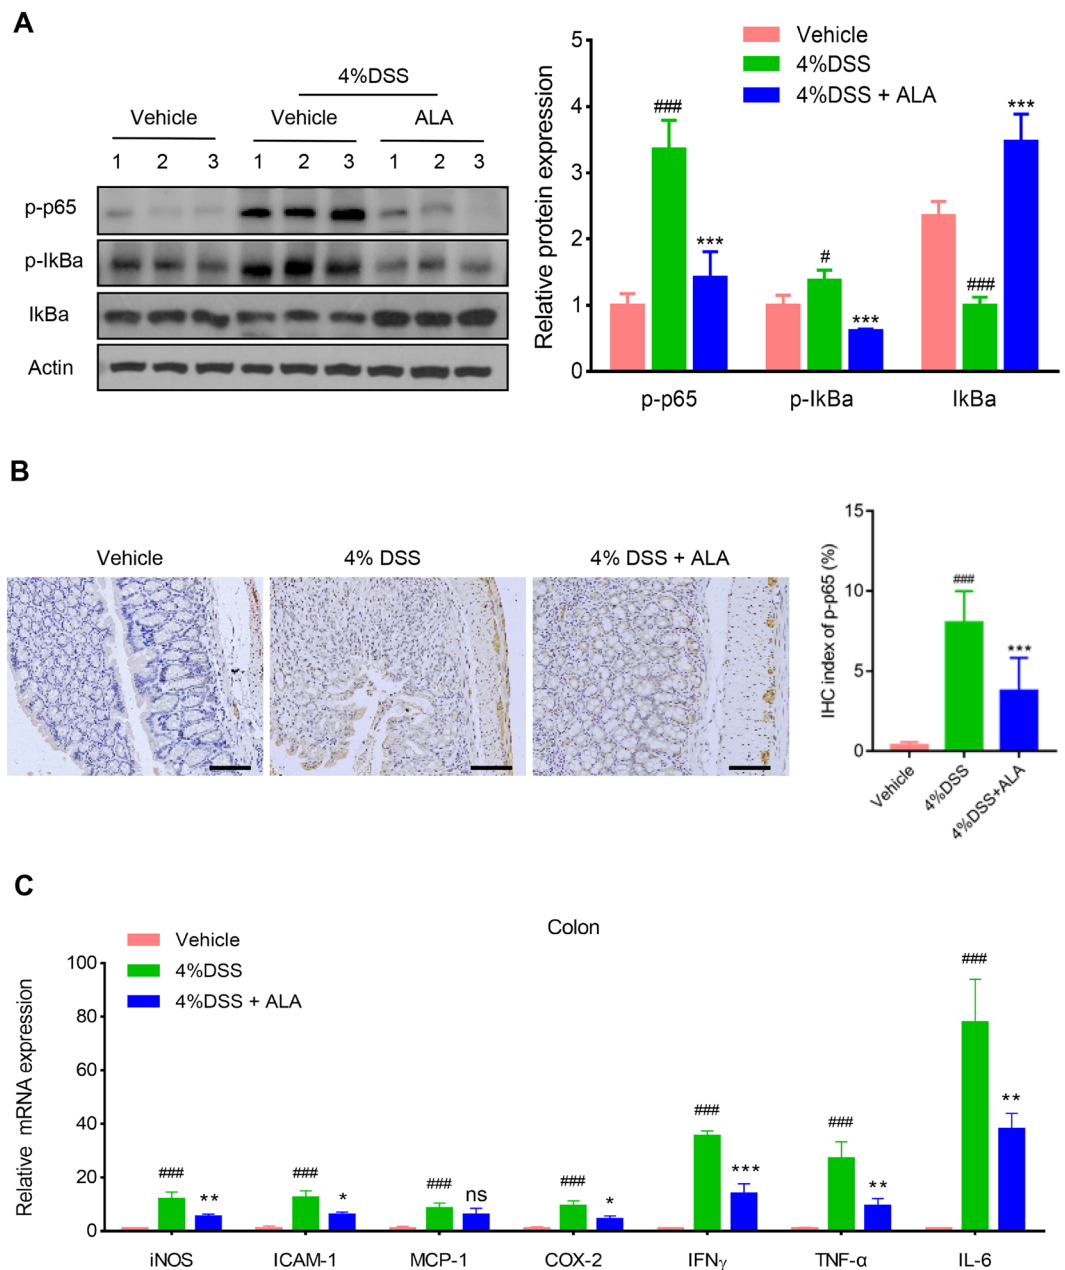 A
4%DSS
Vehicle Vehicle ALA
1 2 3 1 2 3 1 2 3
p-p65
p-IkBa
IkBa
Actin
Vehicle
4%DSS
4%DSS + ALA
Relative protein expression
5
4
3
2
1
0
###
***
#
***
###
***
p-p65 p-IkBa IkBa
B
Vehicle 4% DSS 4% DSS + ALA
IHC index of p-p65 (%)
15
10
5
0
###
***
Vehicle
4%DSS
4%DSS+ALA
C
Colon
Vehicle
4%DSS
4%DSS + ALA
Relative mRNA expression
100
80
60
40
20
0
### ** ### * ### ns ### * ### *** ### ** ### **
iNOS ICAM-1 MCP-1 COX-2 IFNγ TNF-α IL-6